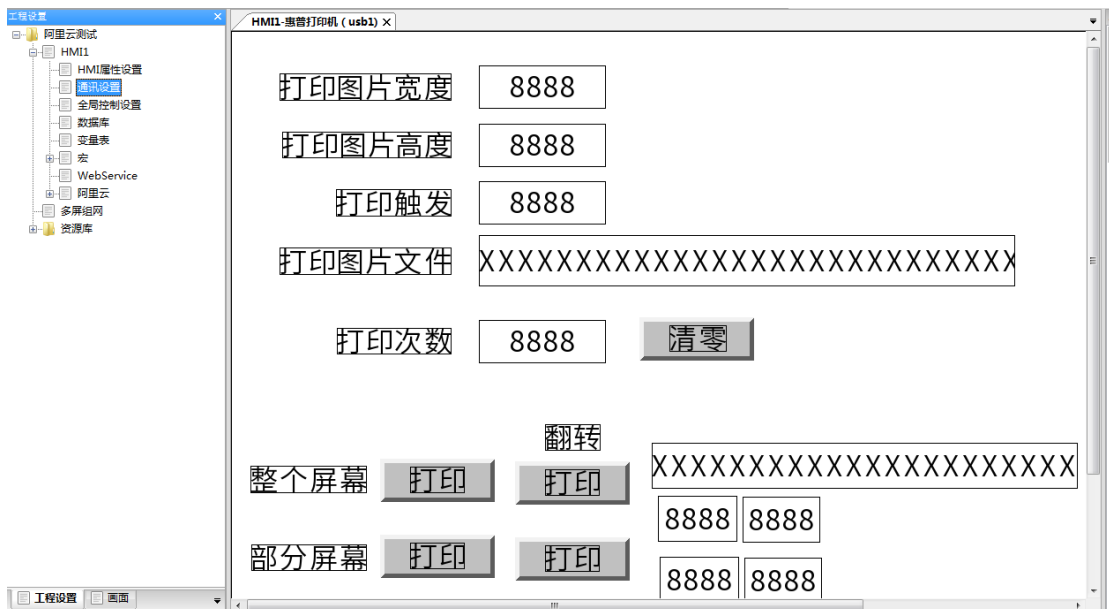 工程设置
阿里云测试
HMI1
HMI属性设置
通讯设置
全局控制设置
数据库
变量表
宏
WebService
阿里云
多屏组网
资源库
工程设置 画面
HMI1-惠普打印机 ( usb1)
打印图片宽度 8888
打印图片高度 8888
打印触发 8888
打印图片文件 XXXXXXXXXXXXXXXXXXXXXXXXXXXX
打印次数 8888 清零
翻转
整个屏幕 打印 打印 XXXXXXXXXXXXXXXXXXXXXX
8888 8888
部分屏幕 打印 打印
8888 8888